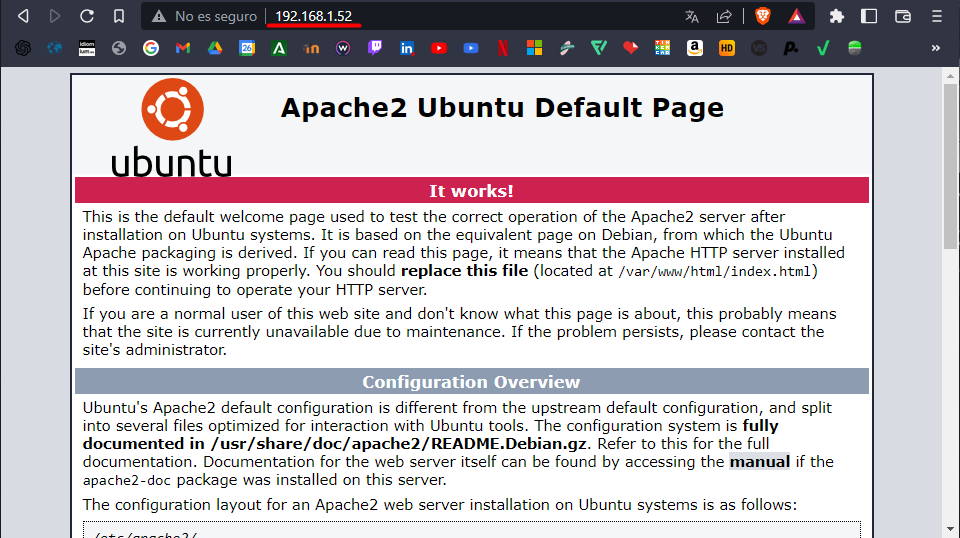 No es seguro 192.168.1.52
ubuntu
Apache2 Ubuntu Default Page
It works!
This is the default welcome page used to test the correct operation of the Apache2 server after
installation on Ubuntu systems. It is based on the equivalent page on Debian, from which the Ubuntu
Apache packaging is derived. If you can read this page, it means that the Apache HTTP server installed
at this site is working properly. You should replace this file (located at /var/www/html/index.html)
before continuing to operate your HTTP server.
If you are a normal user of this web site and don't know what this page is about, this probably means
that the site is currently unavailable due to maintenance. If the problem persists, please contact the
site's administrator.
Configuration Overview
Ubuntu's Apache2 default configuration is different from the upstream default configuration, and split
into several files optimized for interaction with Ubuntu tools. The configuration system is fully
documented in /usr/share/doc/apache2/README.Debian.gz. Refer to this for the full
documentation. Documentation for the web server itself can be found by accessing the manual if the
apache2-doc package was installed on this server.
The configuration layout for an Apache2 web server installation on Ubuntu systems is as follows:
/etc/apache2/